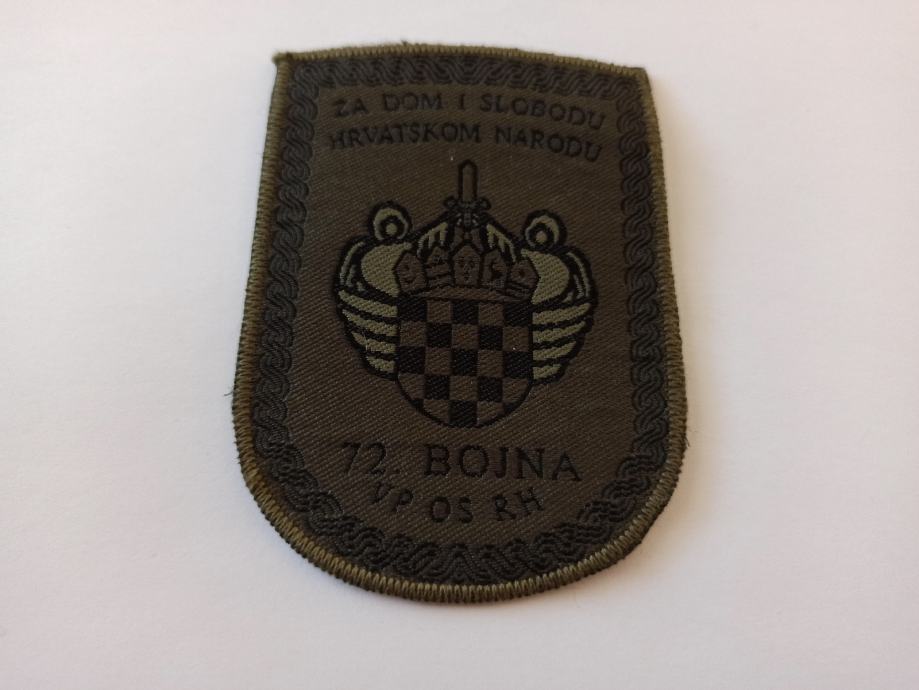 ZA DOM I SLOBODU
HRVATSKOM NARODU
72. BOJNA
VP OS RH